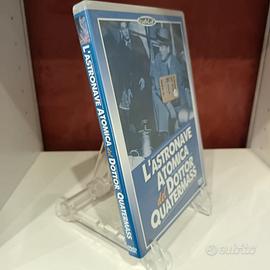 L'ASTRONAVE ATOMICA del DOTTOR QUATERMASS
L'ASTRONAVE
ATOMICA
del DOTTOR
QUATERMASS
subito